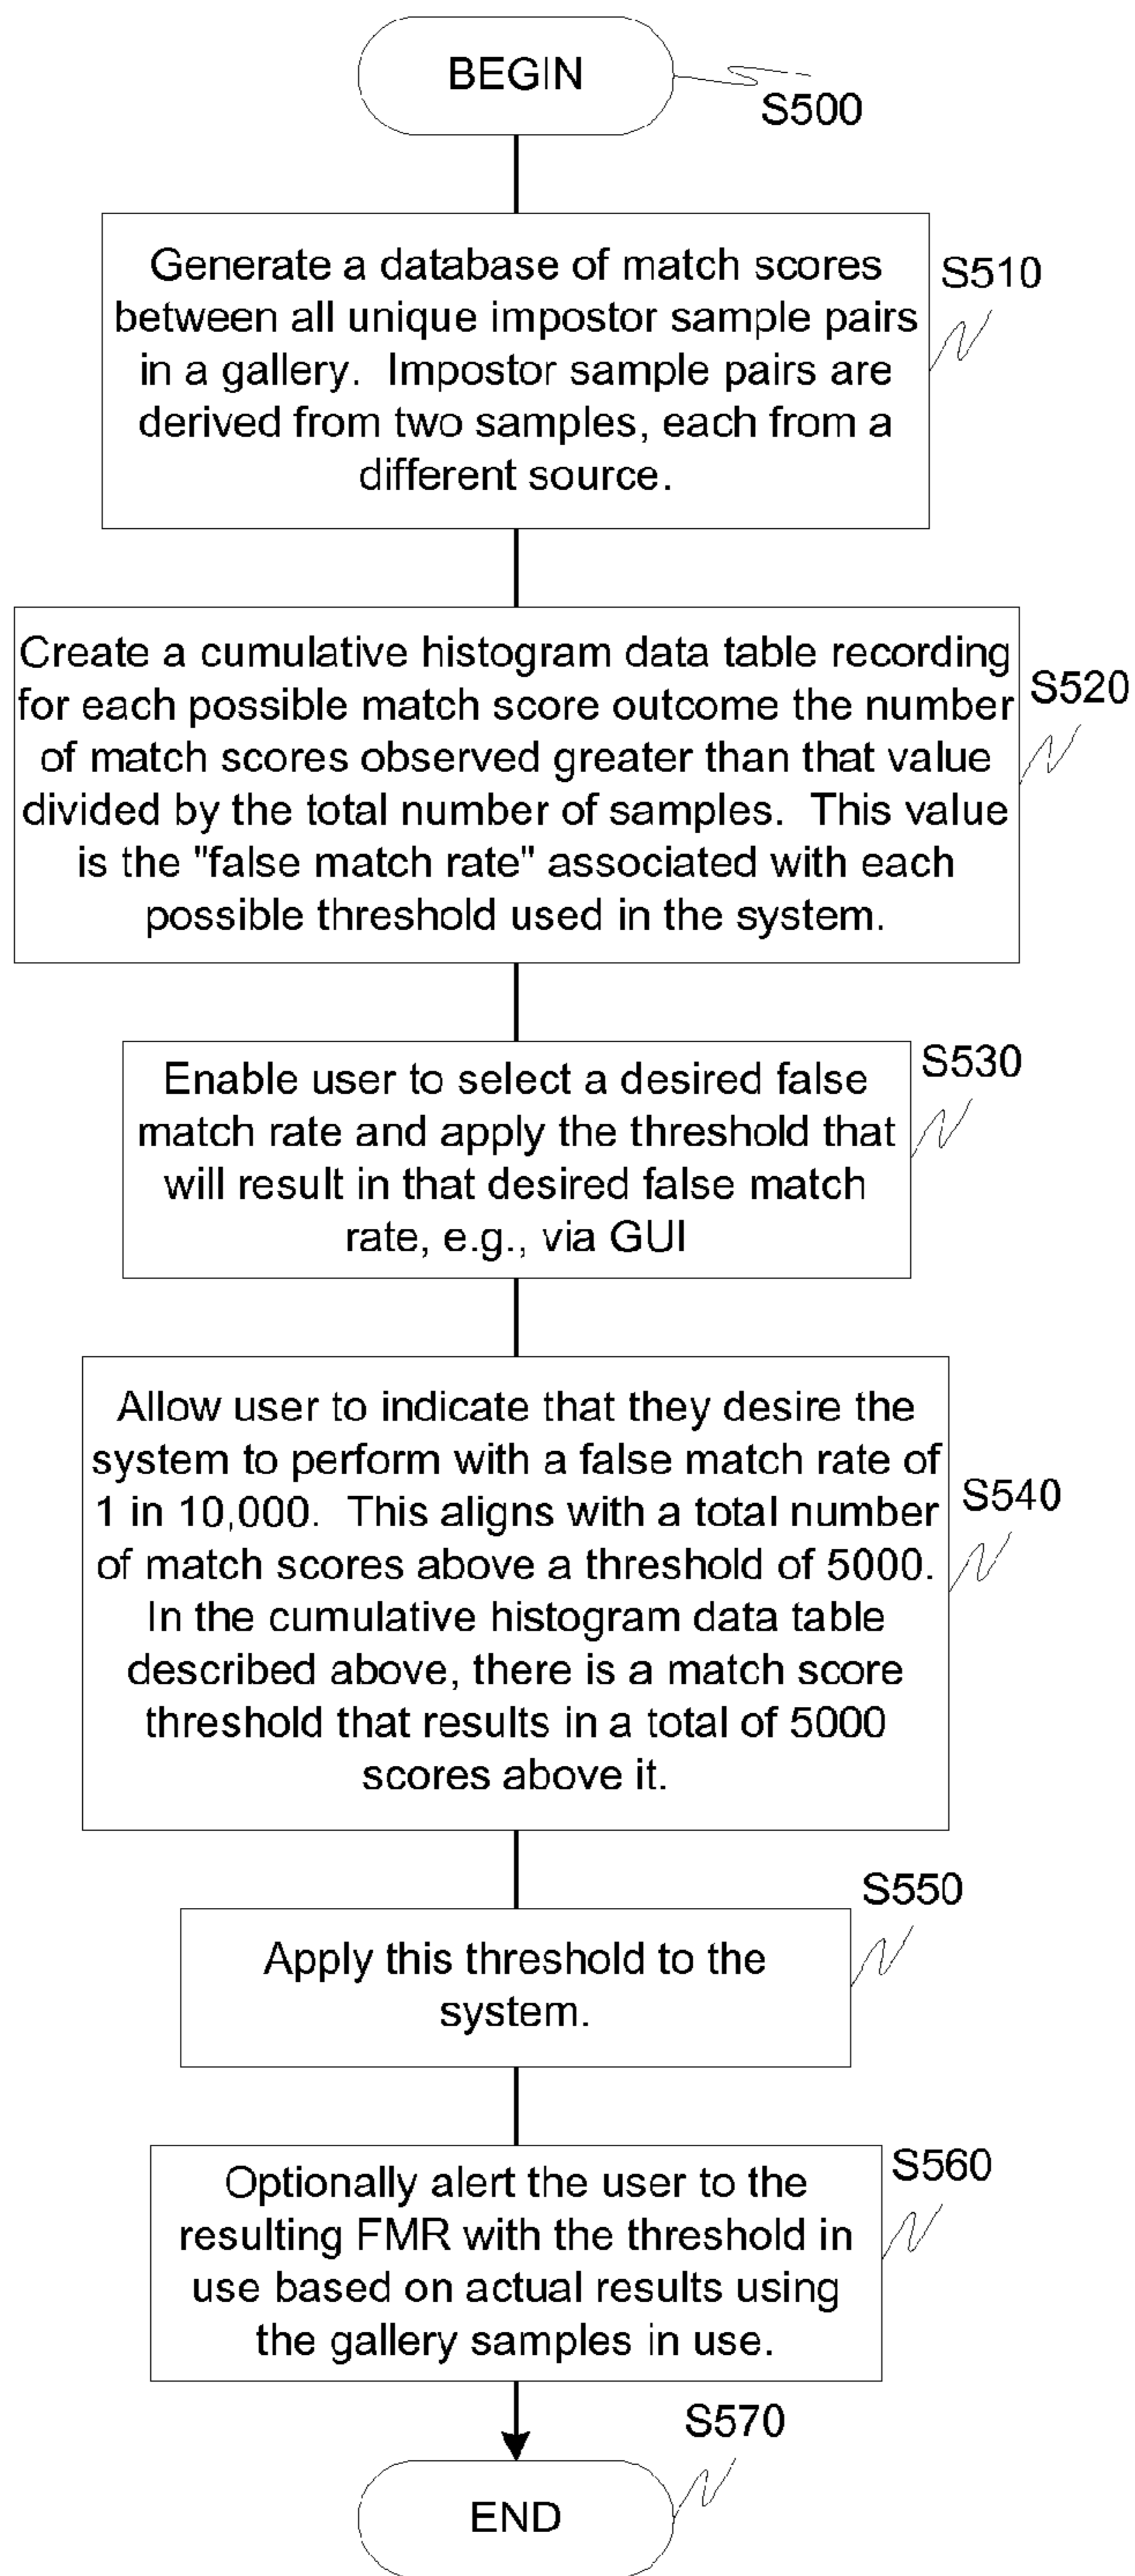 BEGIN
S500
Generate a database of match scores
between all unique impostor sample pairs
in a gallery.  Impostor sample pairs are
derived from two samples, each from a
different source.
S510
Create a cumulative histogram data table recording
for each possible match score outcome the number
of match scores observed greater than that value
divided by the total number of samples.  This value
is the "false match rate" associated with each
possible threshold used in the system.
S520
Enable user to select a desired false
match rate and apply the threshold that
will result in that desired false match
rate, e.g., via GUI
S530
Allow user to indicate that they desire the
system to perform with a false match rate of
1 in 10,000.  This aligns with a total number
of match scores above a threshold of 5000.
In the cumulative histogram data table
described above, there is a match score
threshold that results in a total of 5000
scores above it.
S540
Apply this threshold to the
system.
S550
Optionally alert the user to the
resulting FMR with the threshold in
use based on actual results using
the gallery samples in use.
S560
END
S570